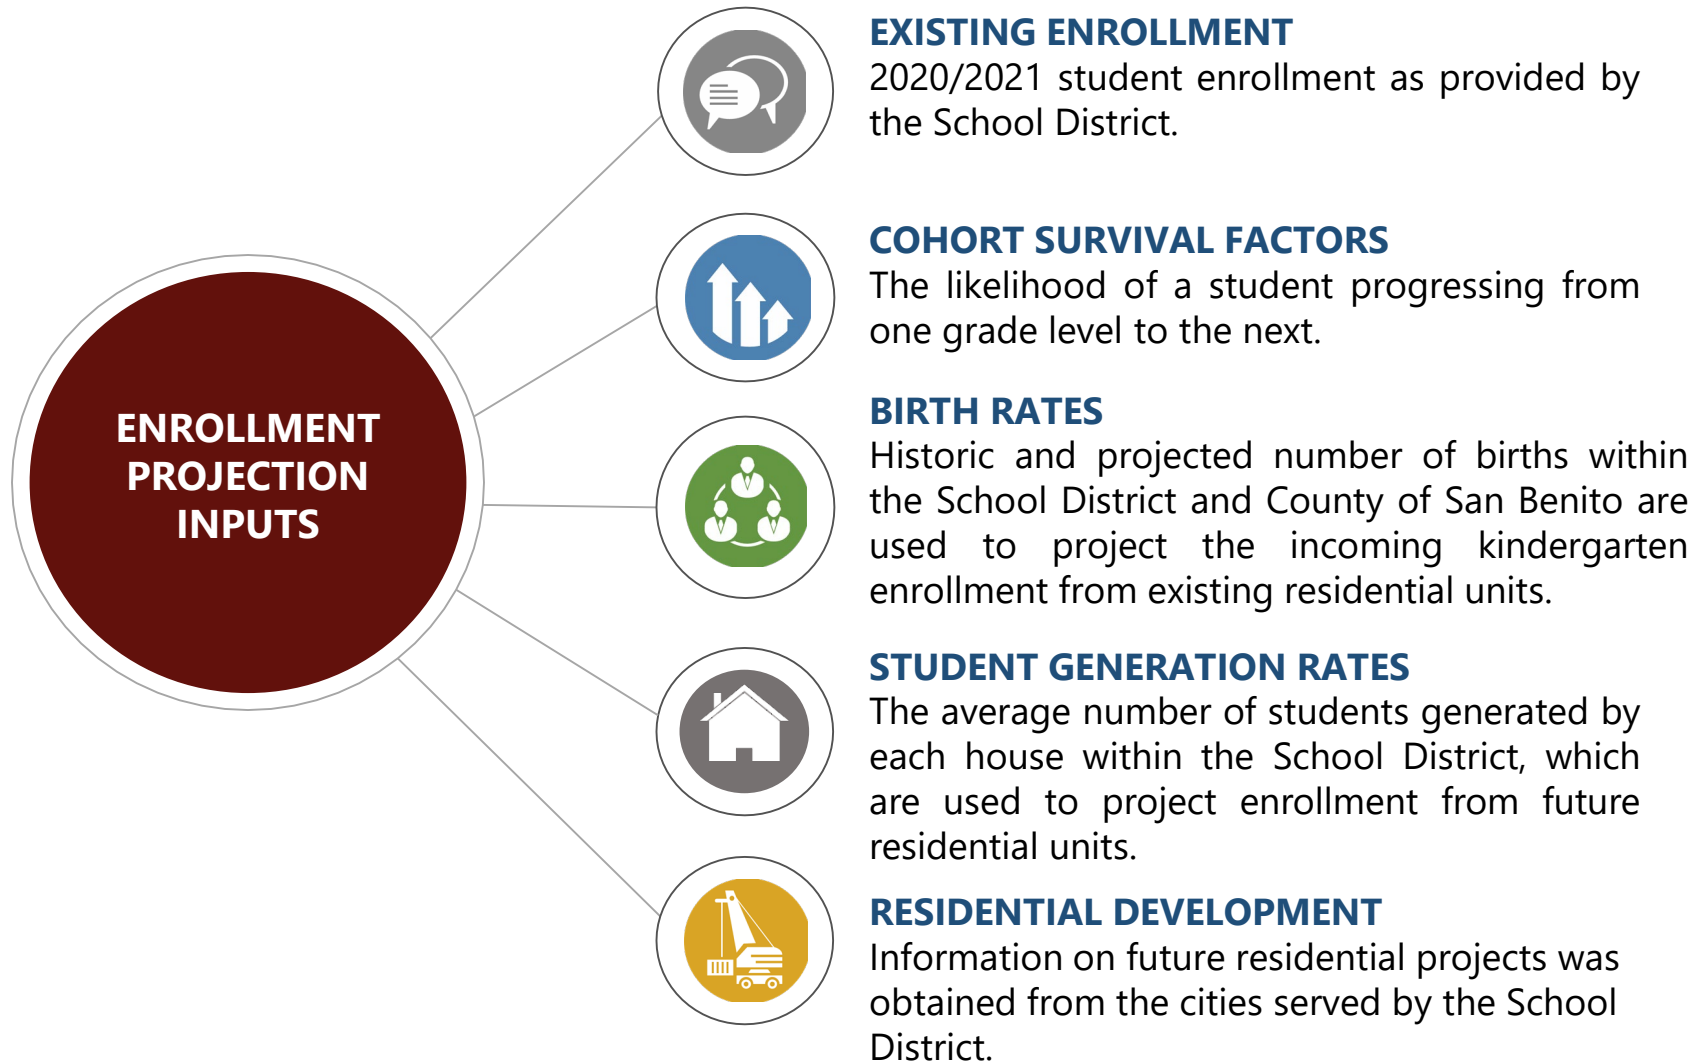 ENROLLMENT
PROJECTION
INPUTS
EXISTING ENROLLMENT
2020/2021 student enrollment as provided by
the School District.
COHORT SURVIVAL FACTORS
The likelihood of a student progressing from
one grade level to the next.
BIRTH RATES
Historic and projected number of births within
the School District and County of San Benito are
used to project the incoming kindergarten
enrollment from existing residential units.
STUDENT GENERATION RATES
The average number of students generated by
each house within the School District, which
are used to project enrollment from future
residential units.
RESIDENTIAL DEVELOPMENT
Information on future residential projects was
obtained from the cities served by the School
District.